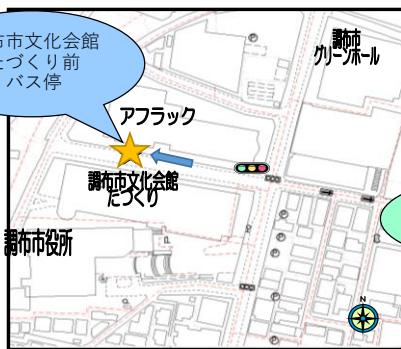 市文化会館
づくり前
バス停
調布市
グリーンホール
アフラック
調布市文化会館
たづくり
調布市役所
N